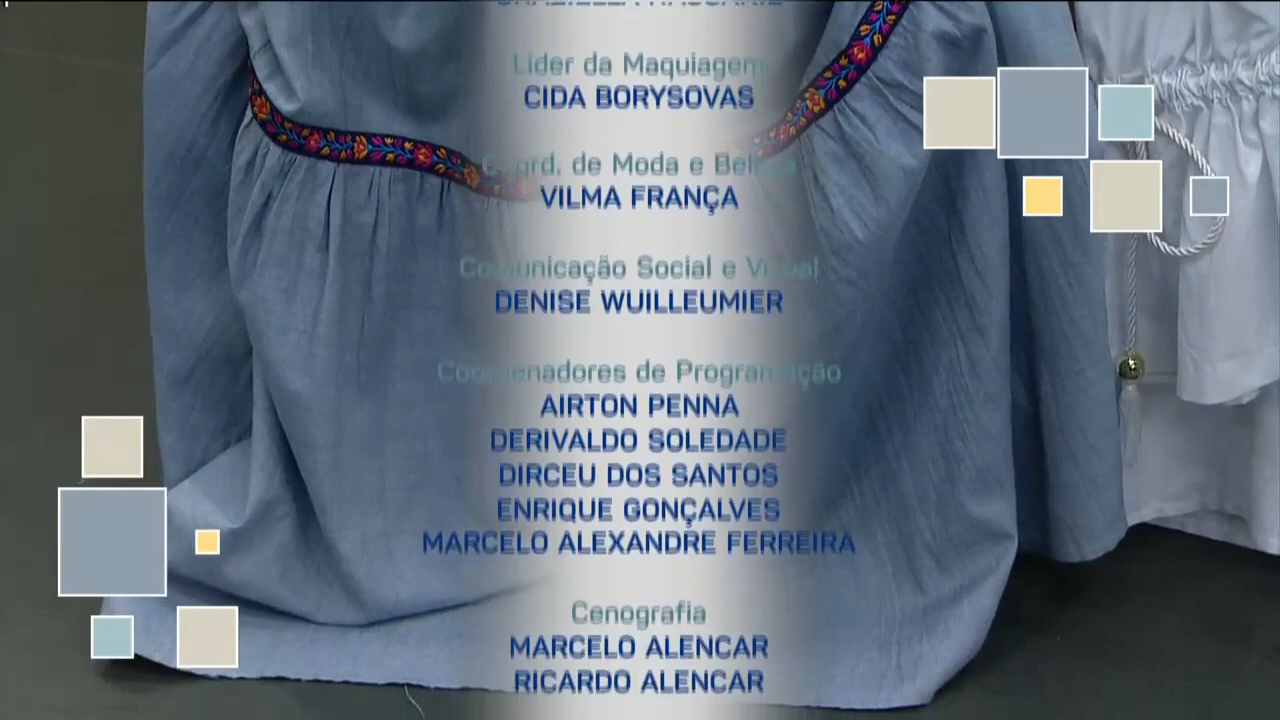 Líder da Maquiagem
CIDA BORYSOVAS
Coord. de Moda e Beleza
VILMA FRANÇA
Comunicação Social e Visual
DENISE WUILLEUMIER
Coordenadores de Programação
AIRTON PENNA
DERIVALDO SOLEDADE
DIRCEU DOS SANTOS
ENRIQUE GONÇALVES
MARCELO ALEXANDRE FERREIRA
Cenografia
MARCELO ALENCAR
RICARDO ALENCAR